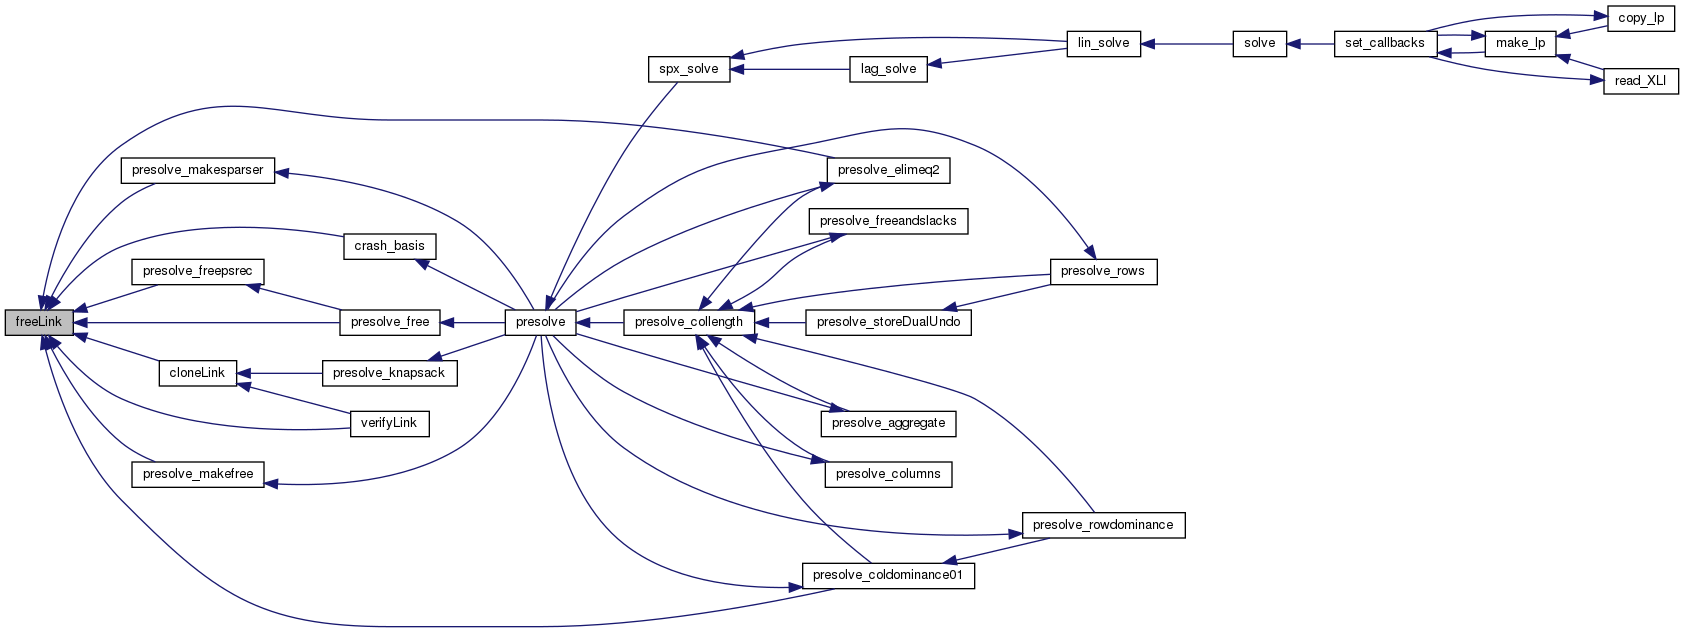 copy_lp
lin_solve
solve
set_callbacks
make_lp
spx_solve
lag_solve
read_XLI
presolve_makesparser
presolve_elimeq2
presolve_freeandslacks
crash_basis
presolve_freepsrec
presolve_rows
freeLink
presolve_free
presolve
presolve_collength
presolve_storeDualUndo
cloneLink
presolve_knapsack
verifyLink
presolve_aggregate
presolve_makefree
presolve_columns
presolve_rowdominance
presolve_coldominance01